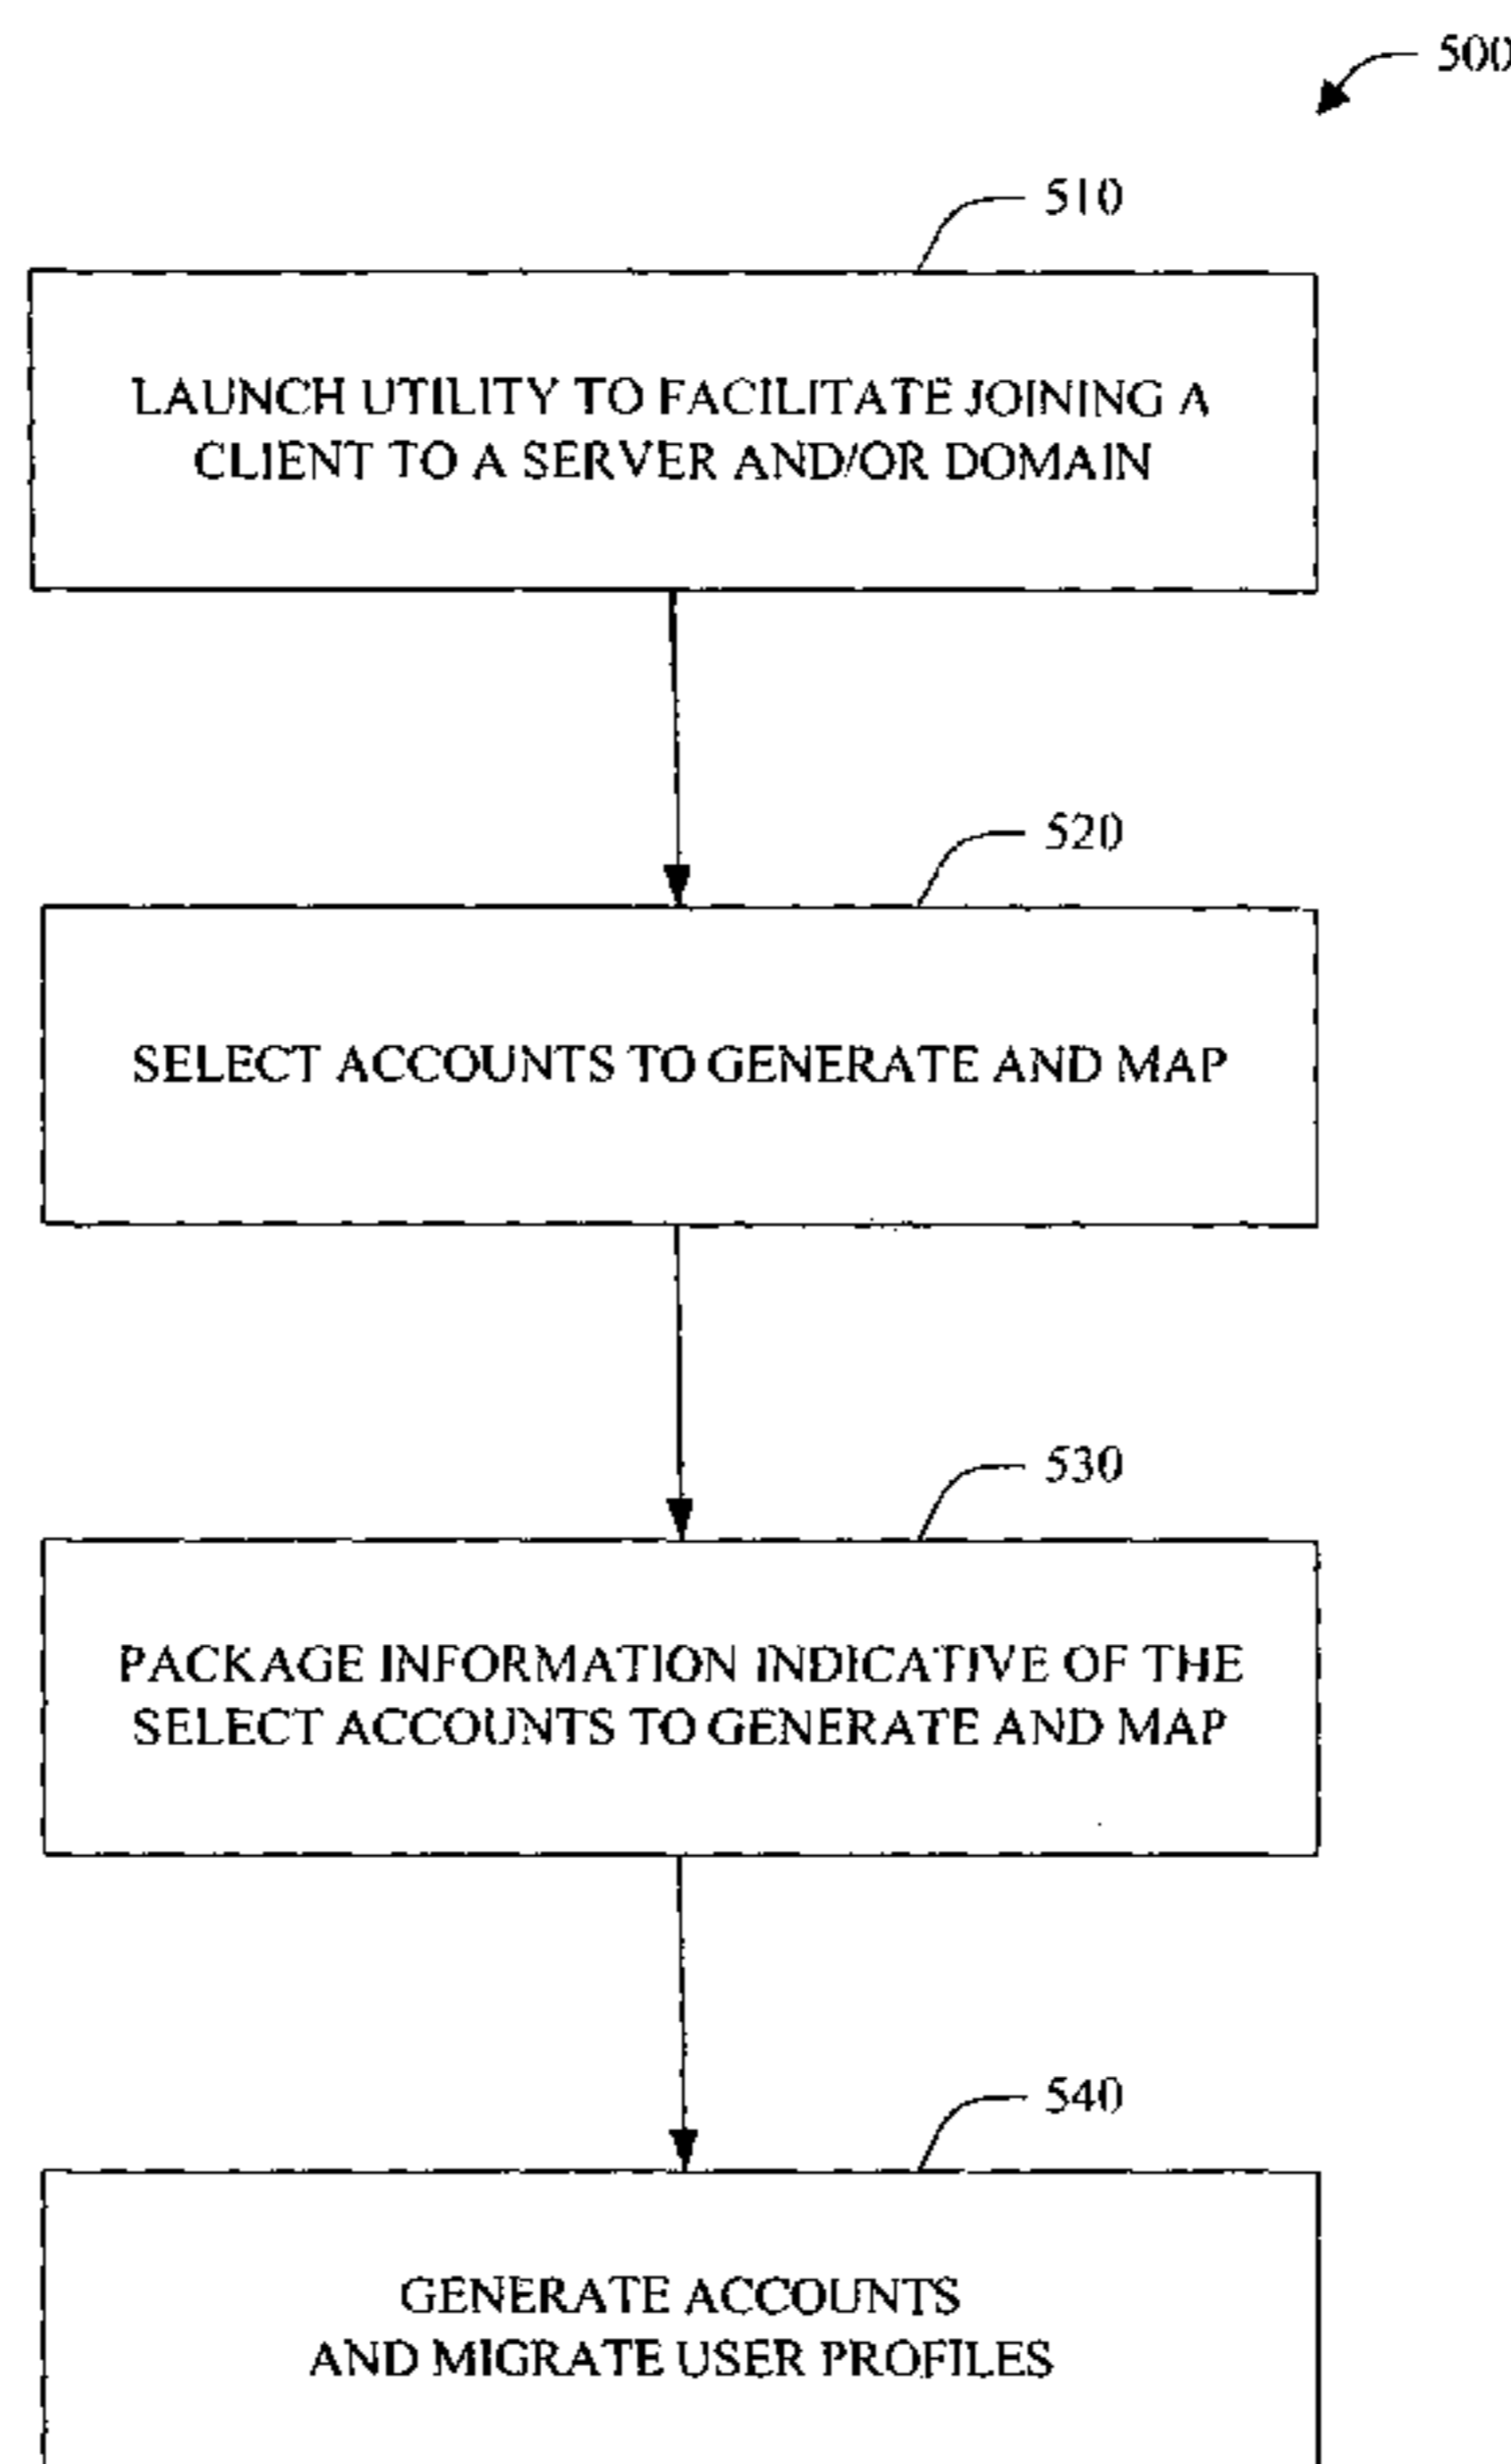 500
510
LAUNCH UTILITY TO FACILITATE JOINING A
CLIENT TO A SERVER AND/OR DOMAIN
520
SELECT ACCOUNTS TO GENERATE AND MAP
530
PACKAGE INFORMATION INDICATIVE OF THE
SELECT ACCOUNTS TO GENERATE AND MAP
540
GENERATE ACCOUNTS
AND MIGRATE USER PROFILES